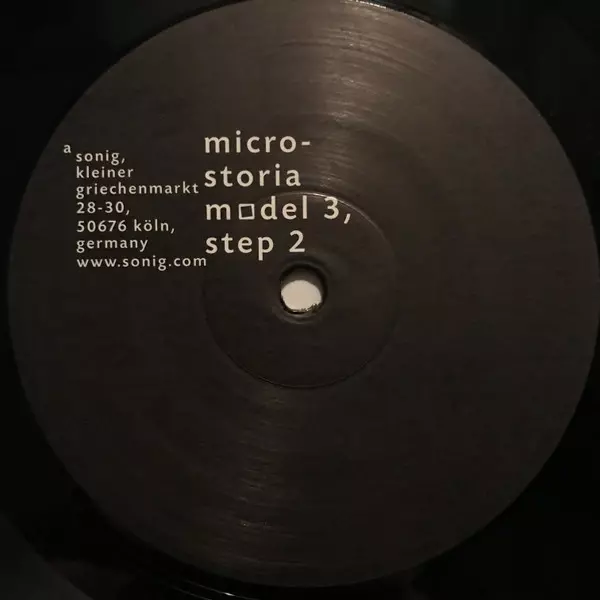 a
sonig,
kleiner
griechenmarkt
28-30,
50676 köln,
germany
www.sonig.com
micro-
storia
m□del 3,
step 2